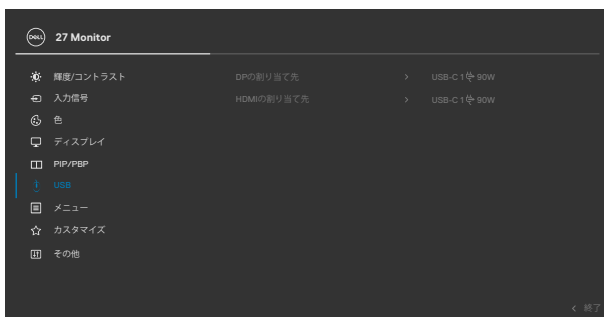 DELL 27 Monitor
輝度/コントラスト DPの割り当て先 > USB-C 1 90W
入力信号 HDMIの割り当て先 > USB-C 1 90W
色
ディスプレイ
PIP/PBP
USB
メニュー
カスタマイズ
その他
< 終了